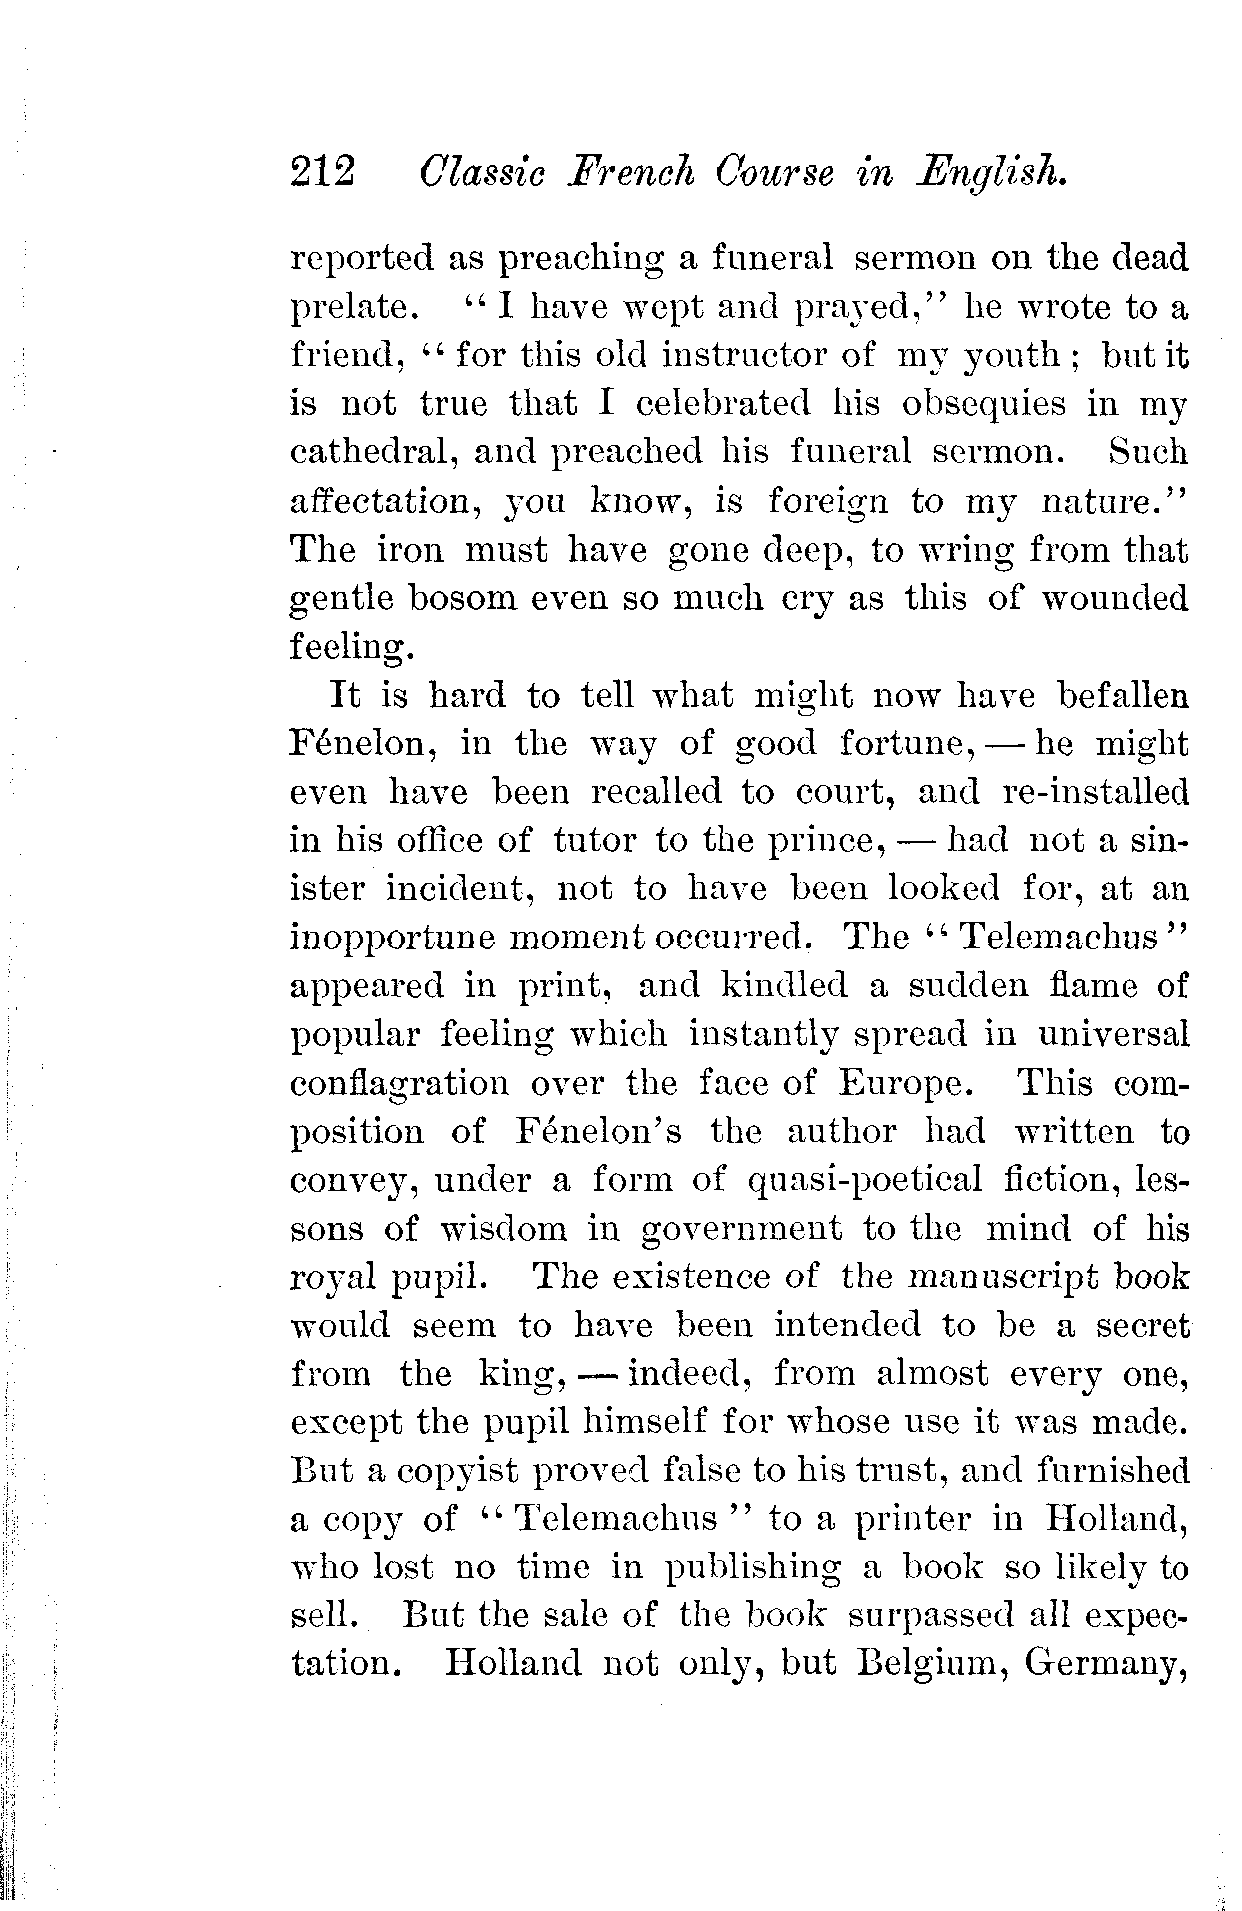 212 Classic French Course in English.
reported as preaching a funeral sermon on the dead
prelate. “I have wept and prayed,” he wrote to a
friend, “for this old instructor of my youth; but it
is not true that I celebrated his obsequies in my
cathedral, and preached his funeral sermon. Such
affectation, you know, is foreign to my nature.”
The iron must have gone deep, to wring from that
gentle bosom even so much cry as this of wounded
feeling.
It is hard to tell what might now have befallen
Fénelon, in the way of good fortune, — he might
even have been recalled to court, and re-installed
in his office of tutor to the prince, — had not a sin-
ister incident, not to have been looked for, at an
inopportune moment occurred. The “Telemachus”
appeared in print, and kindled a sudden flame of
popular feeling which instantly spread in universal
conflagration over the face of Europe. This com-
position of Fénelon’s the author had written to
convey, under a form of quasi-poetical fiction, les-
sons of wisdom in government to the mind of his
royal pupil. The existence of the manuscript book
would seem to have been intended to be a secret
from the king, — indeed, from almost every one,
except the pupil himself for whose use it was made.
But a copyist proved false to his trust, and furnished
a copy of “Telemachus” to a printer in Holland,
who lost no time in publishing a book so likely to
sell. But the sale of the book surpassed all expec-
tation. Holland not only, but Belgium, Germany,